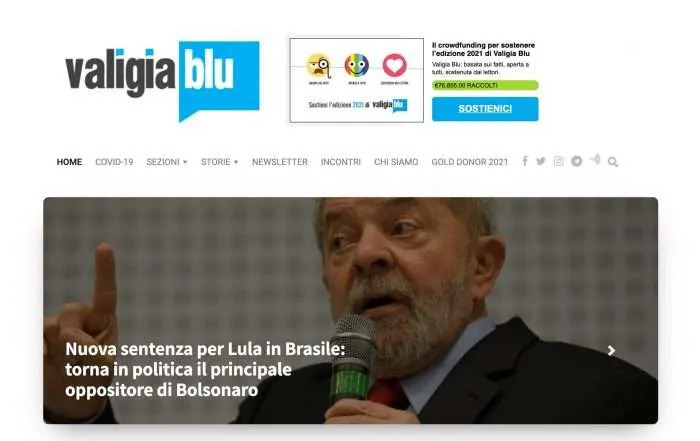 valigia blu
Il crowdfunding per sostenere
l'edizione 2021 di Valigia Blu
Valigia Blu: basata sui fatti, aperta a
tutti, sostenuta dai lettori.
€76.855.00 RACCOLTI
SOSTIENICI
Sostieni l'edizione 2021 di valigia blu
HOME COVID-19 SEZIONI STORIE NEWSLETTER INCONTRI CHI SIAMO GOLD DONOR 2021
Nuova sentenza per Lula in Brasile:
torna in politica il principale
oppositore di Bolsonaro